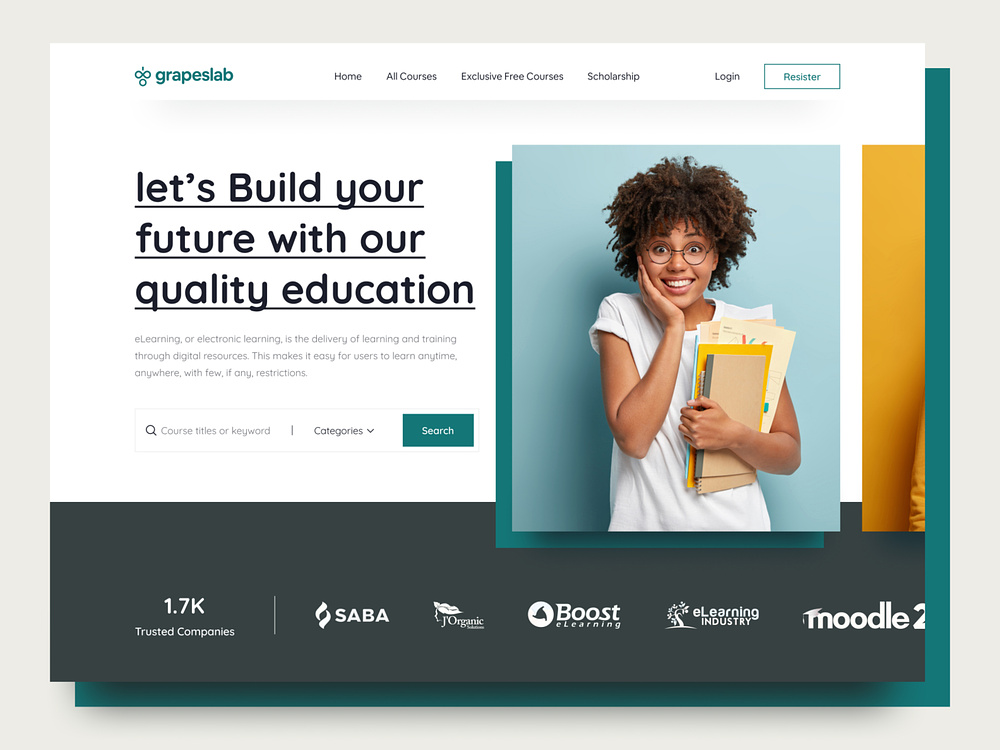 grapeslab
Home
All Courses
Exclusive Free Courses
Scholarship
Login
Resister
let's Build your
future with our
quality education
eLearning, or electronic learning, is the delivery of learning and training
through digital resources. This makes it easy for users to learn anytime,
anywhere, with few, if any, restrictions.
Course titles or keyword
Categories
Search
1.7K
Trusted Companies
SABA
J'Organic
Solutions
Boost
eLearning
eLearning
INDUSTRY
moodle 2